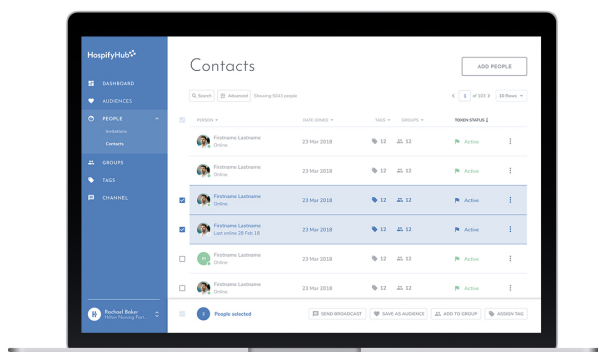 HospifyHub
Contacts
ADD PEOPLE
DASHBOARD
AUDIENCES
PEOPLE
Invitations
Contacts
GROUPS
TAGS
CHANNEL
Search
Advanced
Showing 5043 people
1
of 103
10 Rows
PERSON
DATE JOINED
TAGS
GROUPS
TOKEN STATUS
Firstname Lastname
Online
23 Mar 2018
12
12
Active
Firstname Lastname
Online
23 Mar 2018
12
12
Active
Firstname Lastname
Online
23 Mar 2018
12
12
Active
Firstname Lastname
Last online 28 Feb 18
23 Mar 2018
12
12
Active
Firstname Lastname
Online
23 Mar 2018
12
12
Active
Firstname Lastname
Online
23 Mar 2018
12
12
Active
Rachael Baker
2
People selected
SEND BROADCAST
SAVE AS AUDIENCE
ADD TO GROUP
ASSIGN TAG